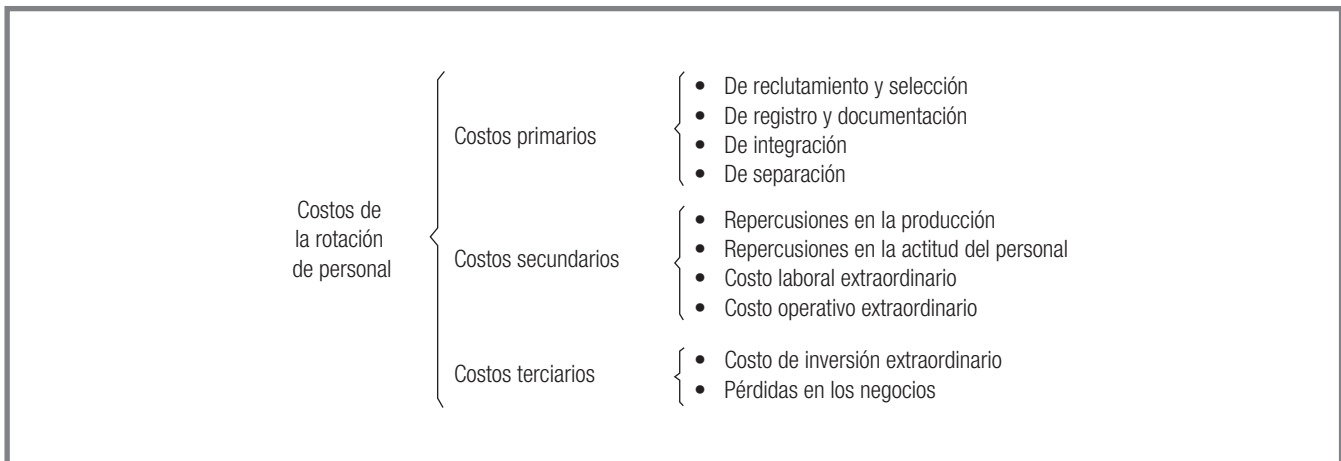 Costos de
la rotación
de personal
Costos primarios
• De reclutamiento y selección
• De registro y documentación
• De integración
• De separación
Costos secundarios
• Repercusiones en la producción
• Repercusiones en la actitud del personal
• Costo laboral extraordinario
• Costo operativo extraordinario
Costos terciarios
• Costo de inversión extraordinario
• Pérdidas en los negocios